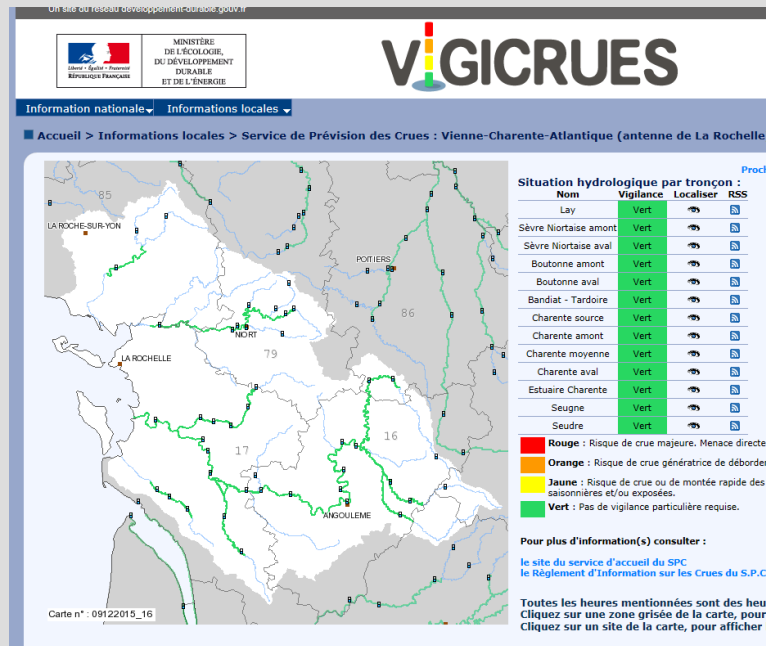 Un site du réseau developpement-durable.gouv.fr
Liberté • Égalité • Fraternité
RÉPUBLIQUE FRANÇAISE
MINISTÈRE
DE L'ÉCOLOGIE,
DU DÉVELOPPEMENT
DURABLE
ET DE L'ÉNERGIE
VIGICRUES
Information nationale Informations locales
Accueil > Informations locales > Service de Prévision des Crues : Vienne-Charente-Atlantique (antenne de La Rochelle
85
LA ROCHE-SUR-YON
POITIERS
86
NIORT
79
LA ROCHELLE
16
17
ANGOULEME
Carte n° : 09122015_16
Proch
Situation hydrologique par tronçon :
Nom Vigilance Localiser RSS
Lay Vert
Sèvre Niortaise amont Vert
Sèvre Niortaise aval Vert
Boutonne amont Vert
Boutonne aval Vert
Bandiat - Tardoire Vert
Charente source Vert
Charente amont Vert
Charente moyenne Vert
Charente aval Vert
Estuaire Charente Vert
Seugne Vert
Seudre Vert
Rouge : Risque de crue majeure. Menace directe
Orange : Risque de crue génératrice de déborde
Jaune : Risque de crue ou de montée rapide des
saisonnières et/ou exposées.
Vert : Pas de vigilance particulière requise.
Pour plus d'information(s) consulter :
le site du service d'accueil du SPC
le Règlement d'Information sur les Crues du S.P.C
Toutes les heures mentionnées sont des heu
Cliquez sur une zone grisée de la carte, pour
Cliquez sur un site de la carte, pour afficher